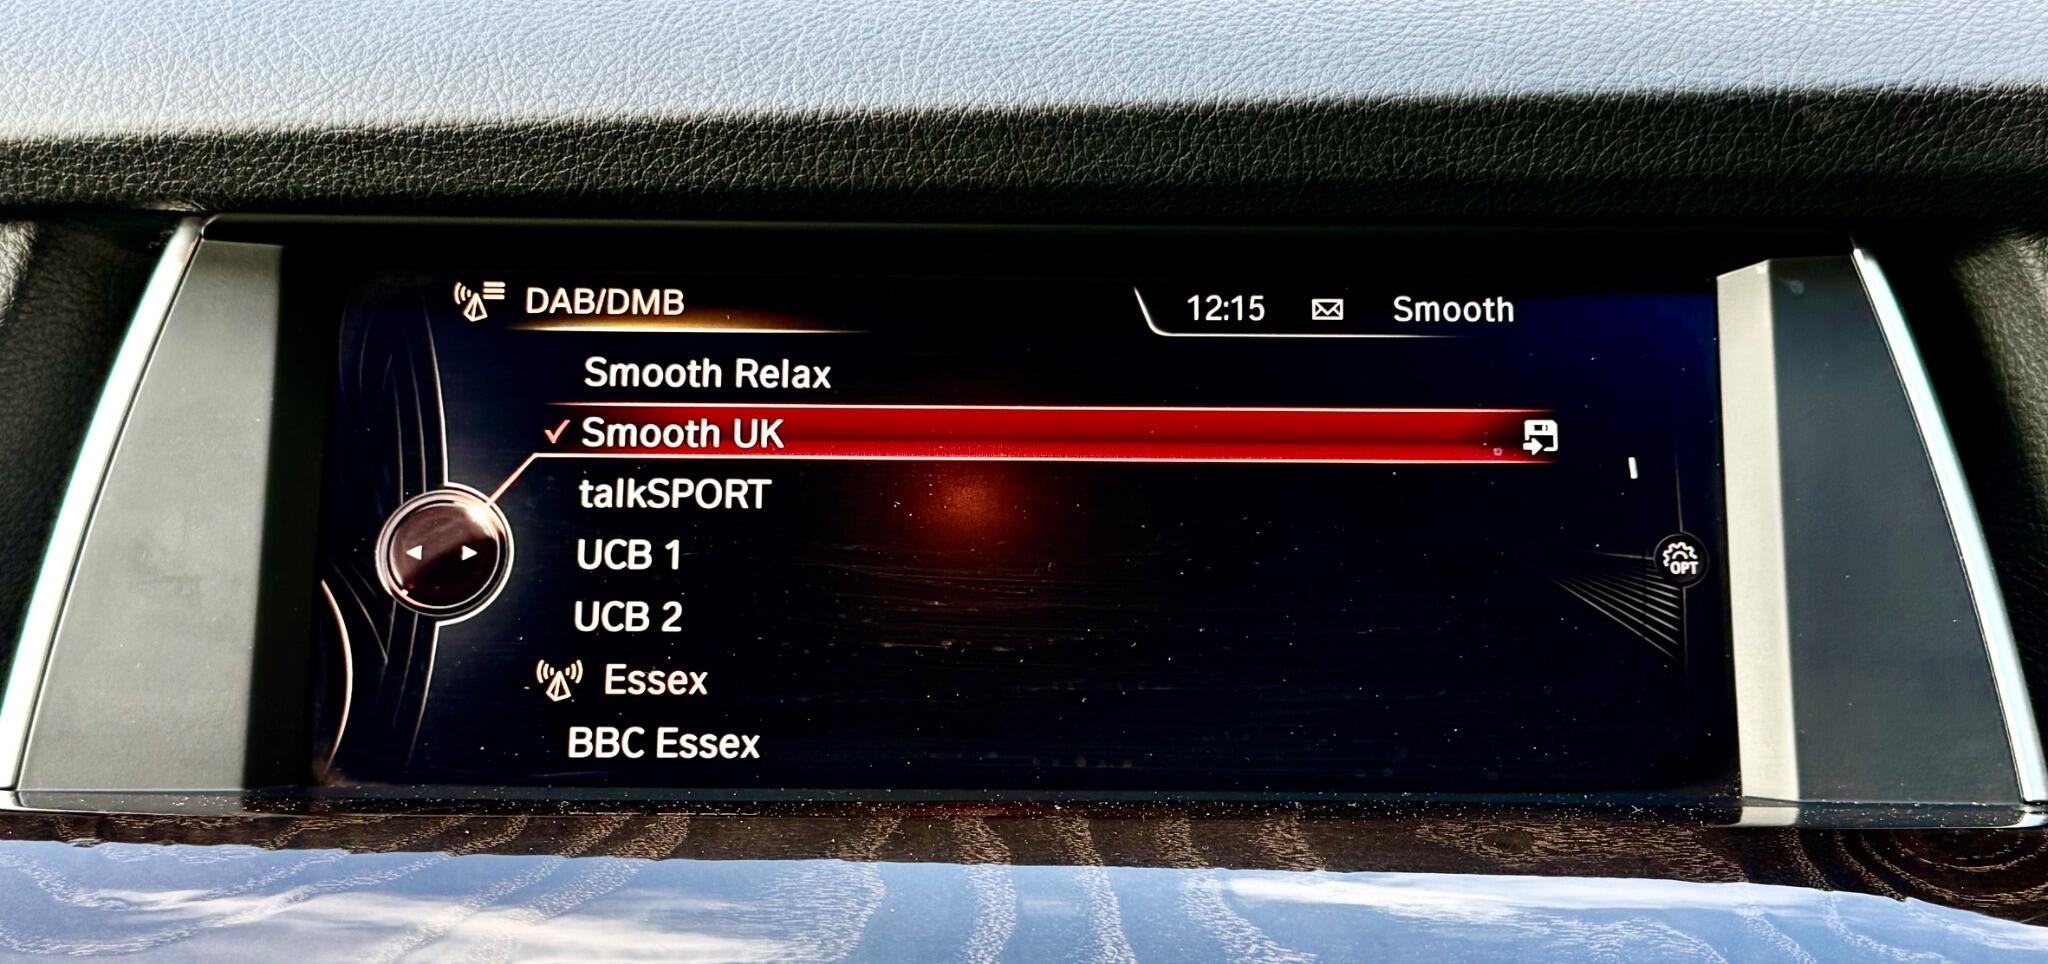 DAB/DMB
12:15 Smooth
Smooth Relax
Smooth UK
talkSPORT
UCB 1
UCB 2
Essex
BBC Essex
OPT